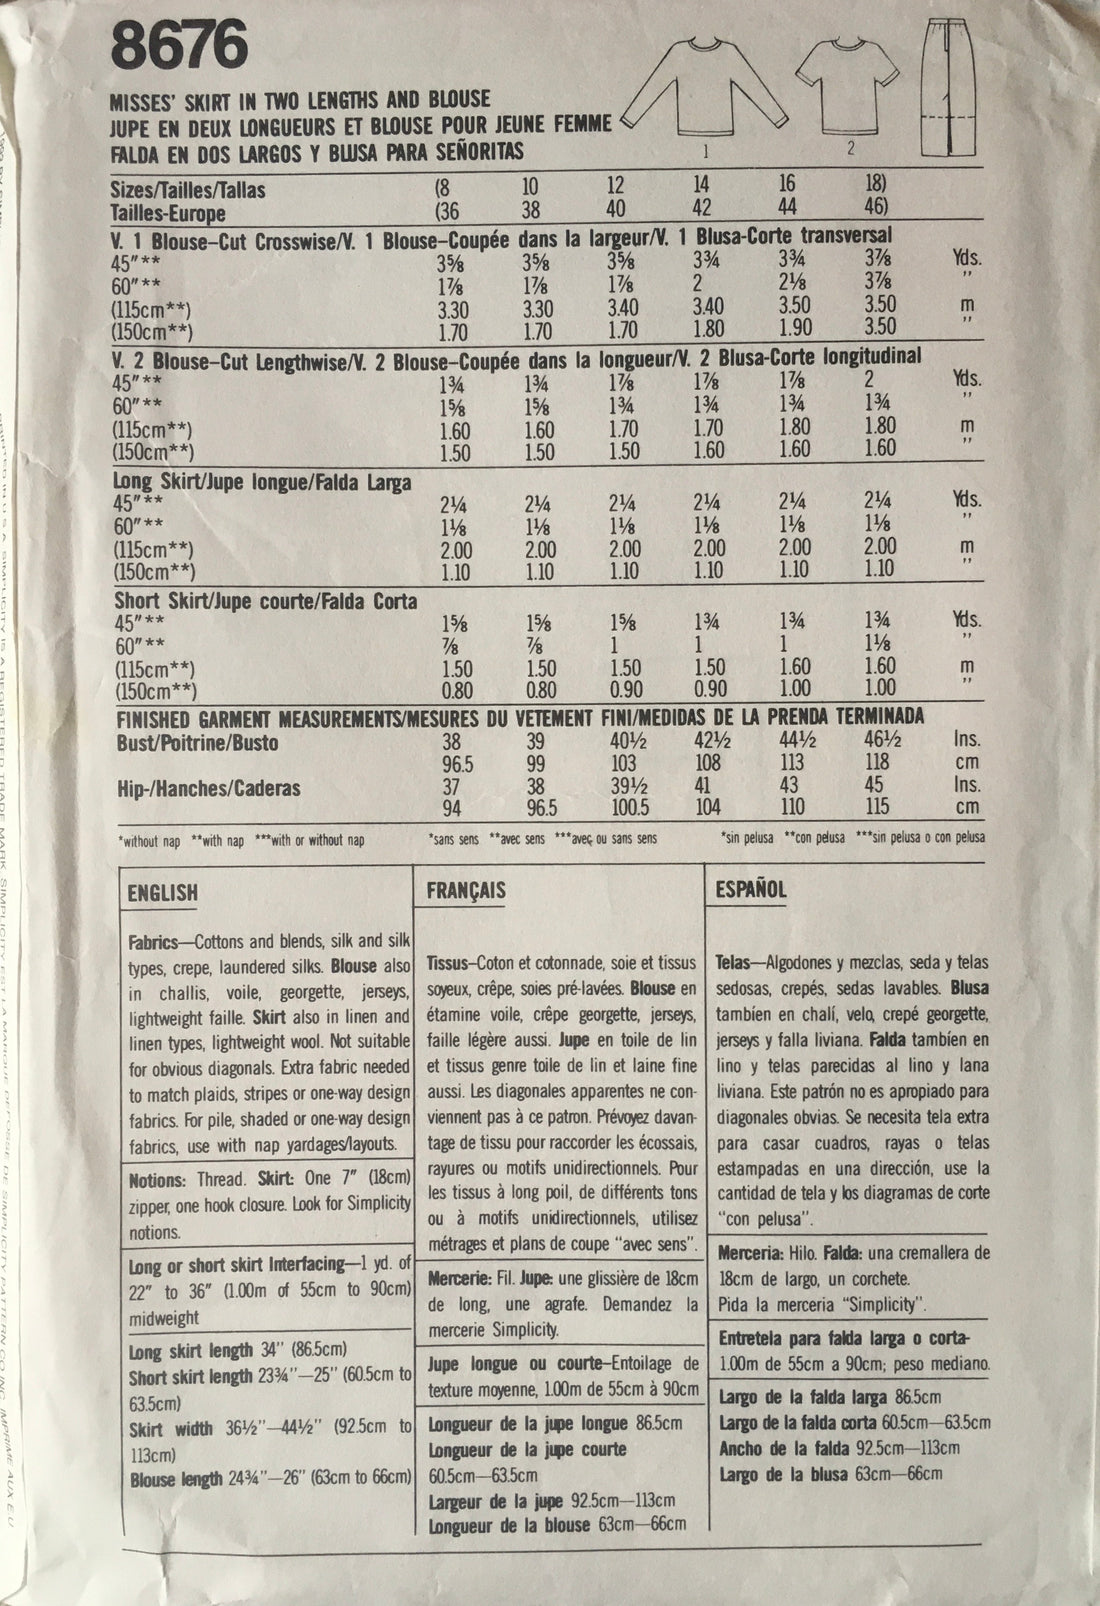 8676
MISSES' SKIRT IN TWO LENGTHS AND BLOUSE
JUPE EN DEUX LONGUEURS ET BLOUSE POUR JEUNE FEMME
FALDA EN DOS LARGOS Y BLUSA PARA SEÑORITAS
1 2
Sizes/Tailles/Tallas (8 10 12 14 16 18)
Tailles-Europe (36 38 40 42 44 46)
V. 1 Blouse–Cut Crosswise/V. 1 Blouse–Coupée dans la largeur/V. 1 Blusa-Corte transversal
45"** 3⅝ 3⅝ 3⅝ 3¾ 3¾ 3⅞ Yds.
60"** 1⅞ 1⅞ 1⅞ 2 2⅛ 3⅞ "
(115cm**) 3.30 3.30 3.40 3.40 3.50 3.50 m
(150cm**) 1.70 1.70 1.70 1.80 1.90 3.50 "
V. 2 Blouse–Cut Lengthwise/V. 2 Blouse–Coupée dans la longueur/V. 2 Blusa-Corte longitudinal
45"** 1¾ 1¾ 1⅞ 1⅞ 1⅞ 2 Yds.
60"** 1⅝ 1⅝ 1¾ 1¾ 1¾ 1¾ "
(115cm**) 1.60 1.60 1.70 1.70 1.80 1.80 m
(150cm**) 1.50 1.50 1.50 1.60 1.60 1.60 "
Long Skirt/Jupe longue/Falda Larga
45"** 2¼ 2¼ 2¼ 2¼ 2¼ 2¼ Yds.
60"** 1⅛ 1⅛ 1⅛ 1⅛ 1⅛ 1⅛ "
(115cm**) 2.00 2.00 2.00 2.00 2.00 2.00 m
(150cm**) 1.10 1.10 1.10 1.10 1.10 1.10 "
Short Skirt/Jupe courte/Falda Corta
45"** 1⅝ 1⅝ 1⅝ 1¾ 1¾ 1¾ Yds.
60"** ⅞ ⅞ 1 1 1 1⅛ "
(115cm**) 1.50 1.50 1.50 1.50 1.60 1.60 m
(150cm**) 0.80 0.80 0.90 0.90 1.00 1.00 "
FINISHED GARMENT MEASUREMENTS/MESURES DU VETEMENT FINI/MEDIDAS DE LA PRENDA TERMINADA
Bust/Poitrine/Busto 38 39 40½ 42½ 44½ 46½ Ins.
96.5 99 103 108 113 118 cm
Hip-/Hanches/Caderas 37 38 39½ 41 43 45 Ins.
94 96.5 100.5 104 110 115 cm
*without nap **with nap ***with or without nap *sans sens **avec sens ***avec ou sans sens *sin pelusa **con pelusa ***sin pelusa o con pelusa
ENGLISH
Fabrics—Cottons and blends, silk and silk
types, crepe, laundered silks. Blouse also
in challis, voile, georgette, jerseys,
lightweight faille. Skirt also in linen and
linen types, lightweight wool. Not suitable
for obvious diagonals. Extra fabric needed
to match plaids, stripes or one-way design
fabrics. For pile, shaded or one-way design
fabrics, use with nap yardages/layouts.
Notions: Thread. Skirt: One 7" (18cm)
zipper, one hook closure. Look for Simplicity
notions.
Long or short skirt Interfacing—1 yd. of
22" to 36" (1.00m of 55cm to 90cm)
midweight
Long skirt length 34" (86.5cm)
Short skirt length 23¾"—25" (60.5cm to
63.5cm)
Skirt width 36½"—44½" (92.5cm to
113cm)
Blouse length 24¾"—26" (63cm to 66cm)
FRANÇAIS
Tissus—Coton et cotonnade, soie et tissus
soyeux, crêpe, soies pré-lavées. Blouse en
étamine voile, crêpe georgette, jerseys,
faille légère aussi. Jupe en toile de lin
et tissus genre toile de lin et laine fine
aussi. Les diagonales apparentes ne con-
viennent pas à ce patron. Prévoyez davan-
tage de tissu pour raccorder les écossais,
rayures ou motifs unidirectionnels. Pour
les tissus à long poil, de différents tons
ou à motifs unidirectionnels, utilisez
métrages et plans de coupe "avec sens".
Mercerie: Fil. Jupe: une glissière de 18cm
de long, une agrafe. Demandez la
mercerie Simplicity.
Jupe longue ou courte—Entoilage de
texture moyenne, 1.00m de 55cm à 90cm
Longueur de la jupe longue 86.5cm
Longueur de la jupe courte
60.5cm—63.5cm
Largeur de la jupe 92.5cm—113cm
Longueur de la blouse 63cm—66cm
ESPAÑOL
Telas—Algodones y mezclas, seda y telas
sedosas, crepés, sedas lavables. Blusa
tambíen en chalí, velo, crepé georgette,
jerseys y falla liviana. Falda tambíen en
lino y telas parecidas al lino y lana
liviana. Este patrón no es apropiado para
diagonales obvias. Se necesita tela extra
para casar cuadros, rayas o telas
estampadas en una dirección, use la
cantidad de tela y los diagramas de corte
"con pelusa".
Merceria: Hilo. Falda: una cremallera de
18cm de largo, un corchete.
Pida la merceria "Simplicity".
Entretela para falda larga o corta-
1.00m de 55cm a 90cm; peso mediano.
Largo de la falda larga 86.5cm
Largo de la falda corta 60.5cm—63.5cm
Ancho de la falda 92.5cm—113cm
Largo de la blusa 63cm—66cm